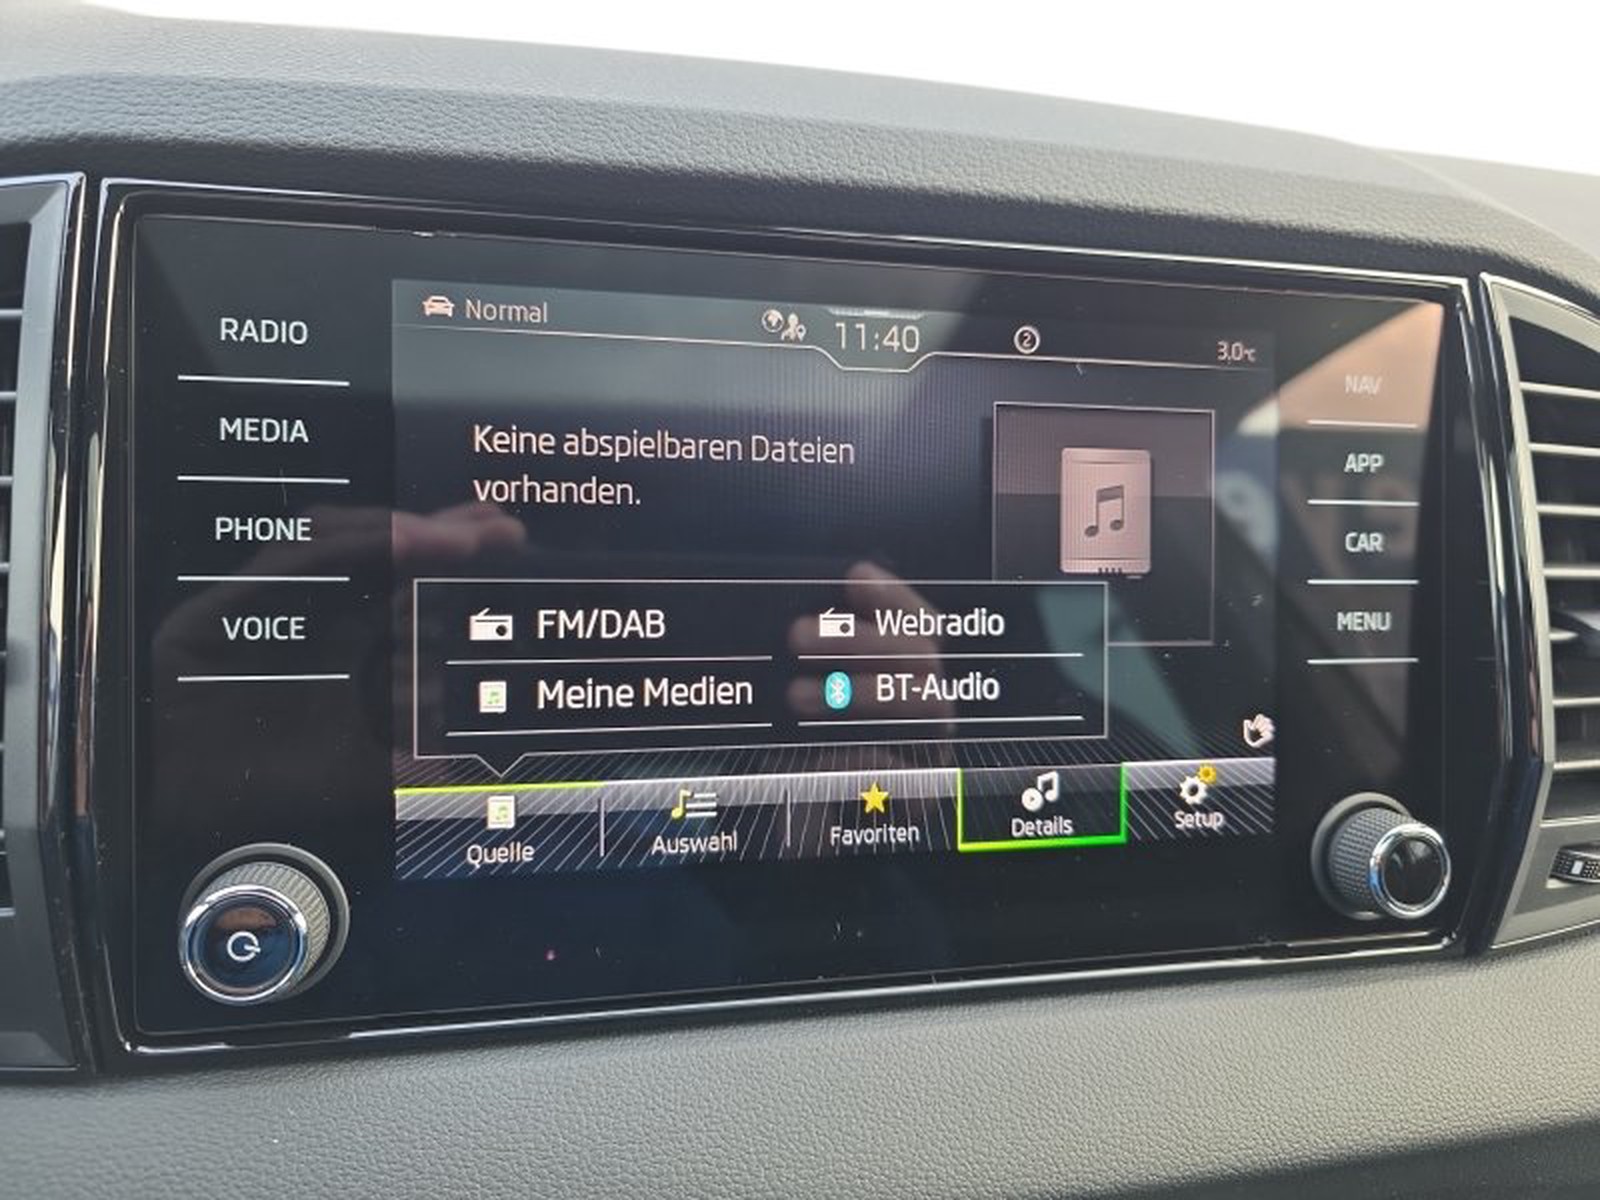 RADIO
MEDIA
PHONE
VOICE
Normal
11:40
2
3.0°C
Keine abspielbaren Dateien
vorhanden.
FM/DAB
Webradio
Meine Medien
BT-Audio
Quelle
Auswahl
Favoriten
Details
Setup
NAV
APP
CAR
MENU